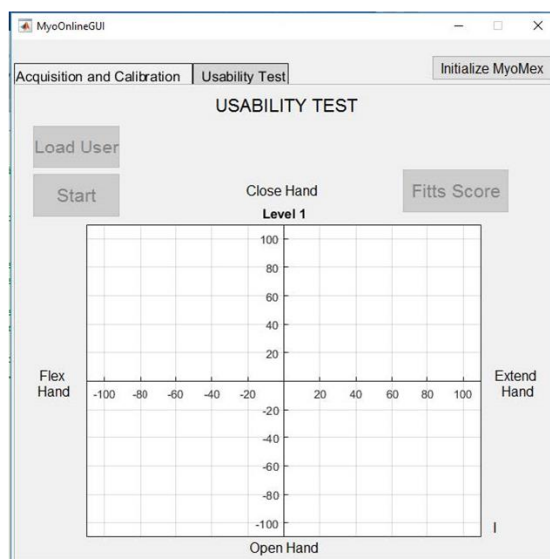 MyoOnlineGUI
Initialize MyoMex
Acquisition and Calibration
Usability Test
USABILITY TEST
Load User
Start
Fitts Score
Close Hand
Level 1
100
80
60
40
20
Flex
Hand
Extend
Hand
-100 -80 -60 -40 -20 20 40 60 80 100
-20
-40
-60
-80
-100
I
Open Hand